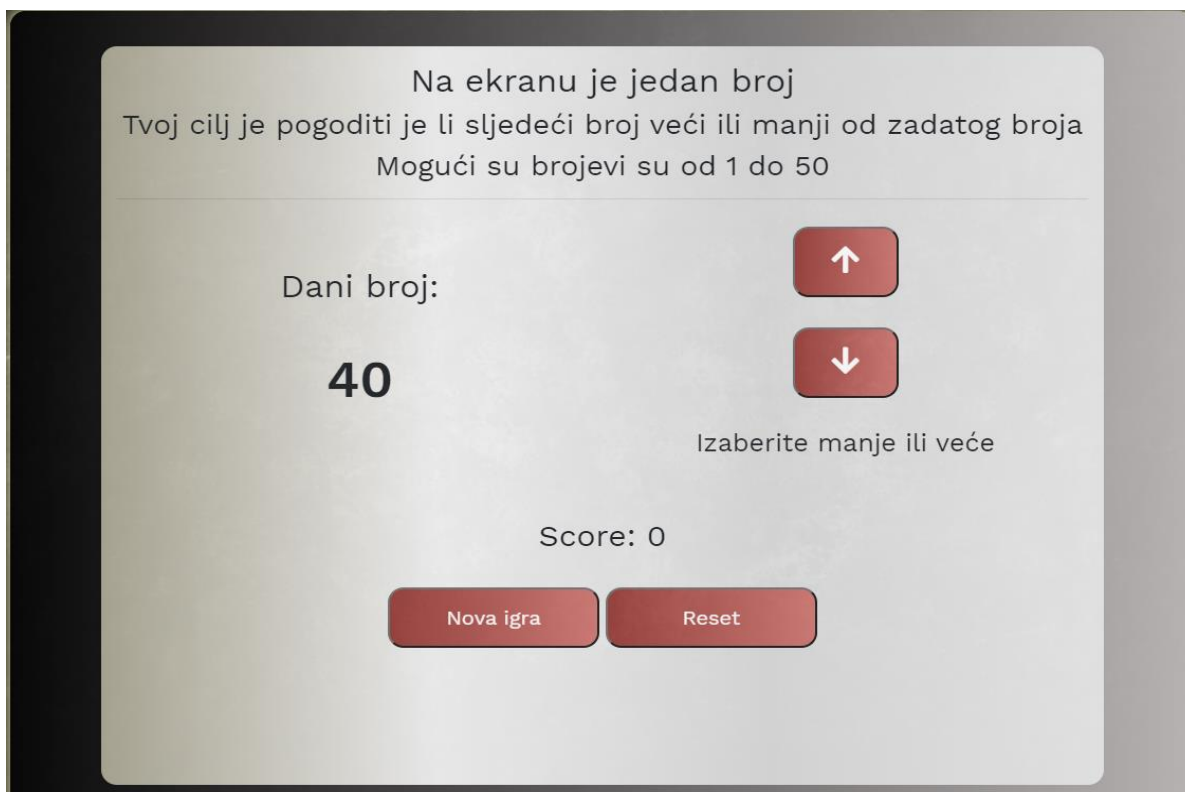 Na ekranu je jedan broj
Tvoj cilj je pogoditi je li sljedeći broj veći ili manji od zadatog broja
Mogući su brojevi su od 1 do 50
Dani broj:
40
Izaberite manje ili veće
Score: 0
Nova igra
Reset